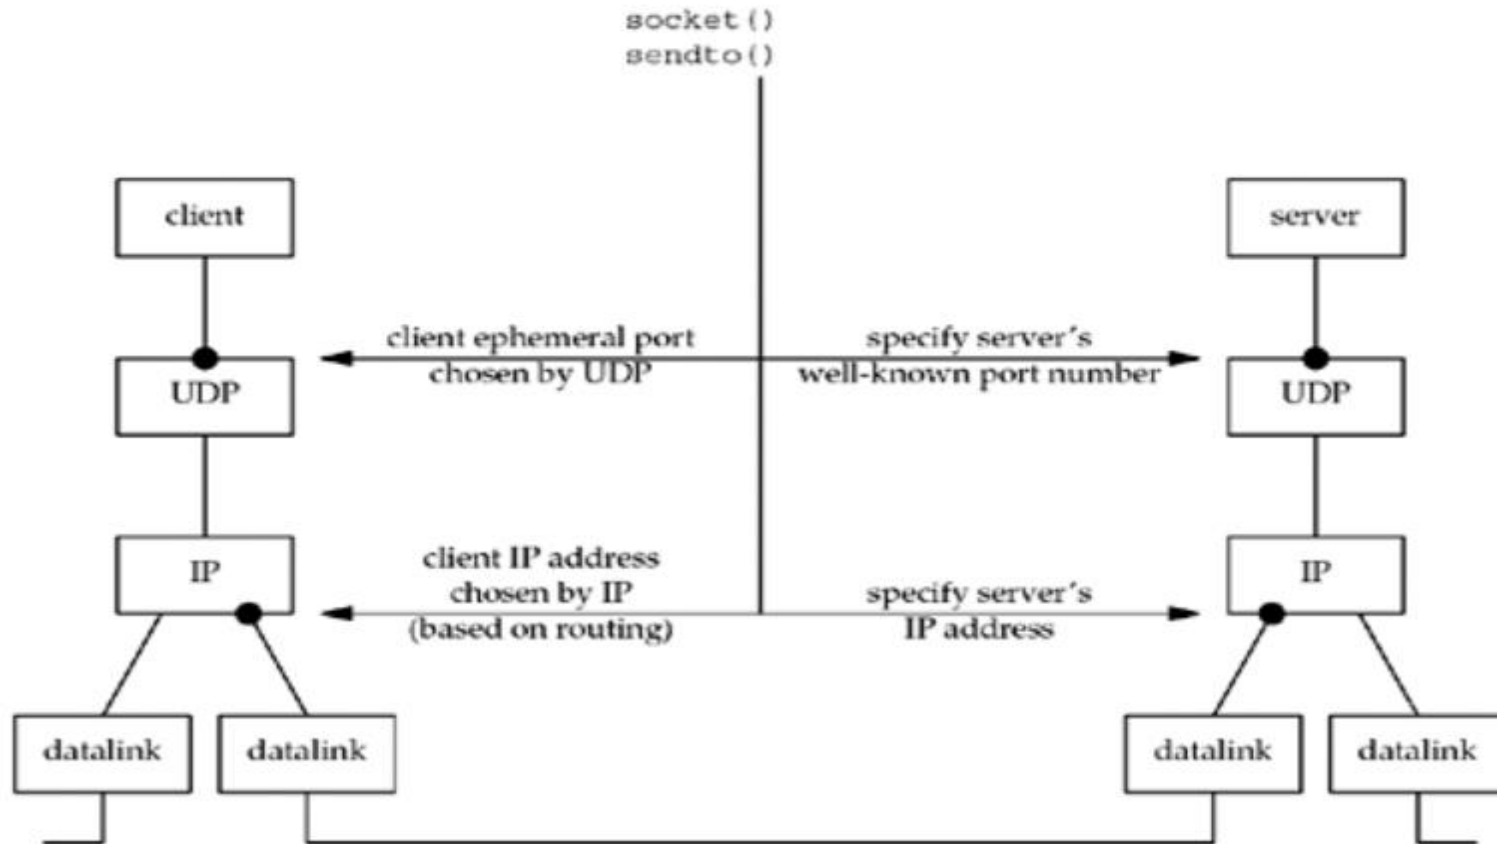 socket()
sendto()
client
server
client ephemeral port
chosen by UDP
specify server's
well-known port number
UDP
UDP
client IP address
chosen by IP
(based on routing)
specify server's
IP address
IP
IP
datalink
datalink
datalink
datalink